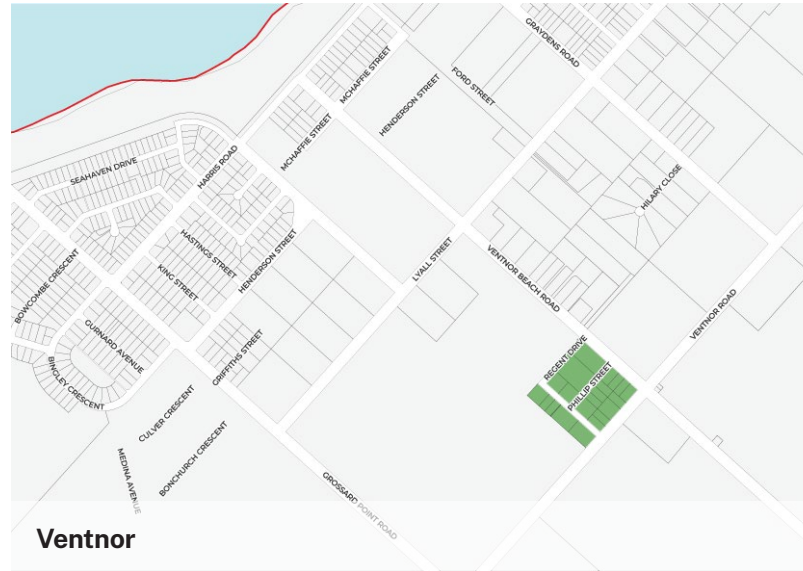 GRAYDENS ROAD
MCHAFFIE STREET
FORD STREET
HENDERSON STREET
MCHAFFIE STREET
SEAHAVEN DRIVE
HARRIS ROAD
HILARY CLOSE
HASTINGS STREET
HENDERSON STREET
LYALL STREET
BOWCOMBE CRESCENT
KING STREET
VENTNOR BEACH ROAD
VENTNOR ROAD
GURNARD AVENUE
GRIFFITHS STREET
REGENT DRIVE
BINGLEY CRESCENT
PHILLIP STREET
CULVER CRESCENT
BONCHURCH CRESCENT
MEDINA AVENUE
GROSSARD POINT ROAD
Ventnor